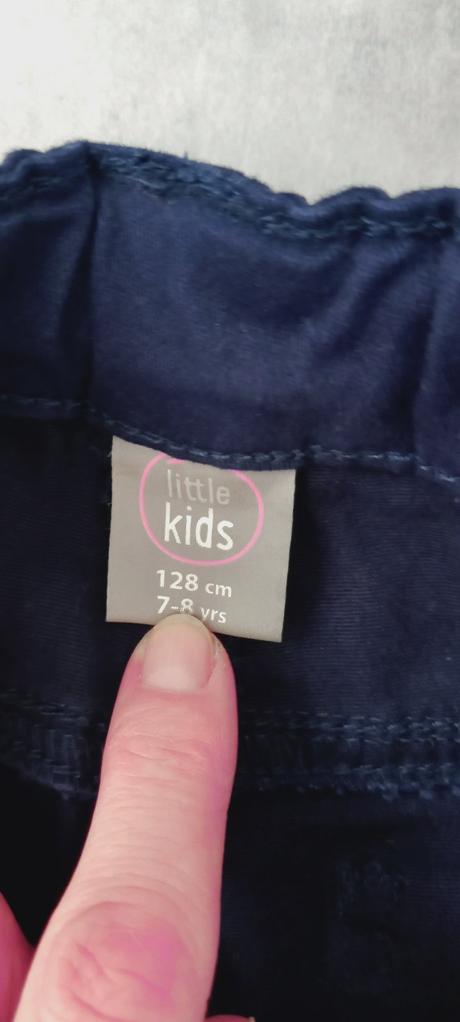 little
kids
128 cm
7-8 yrs